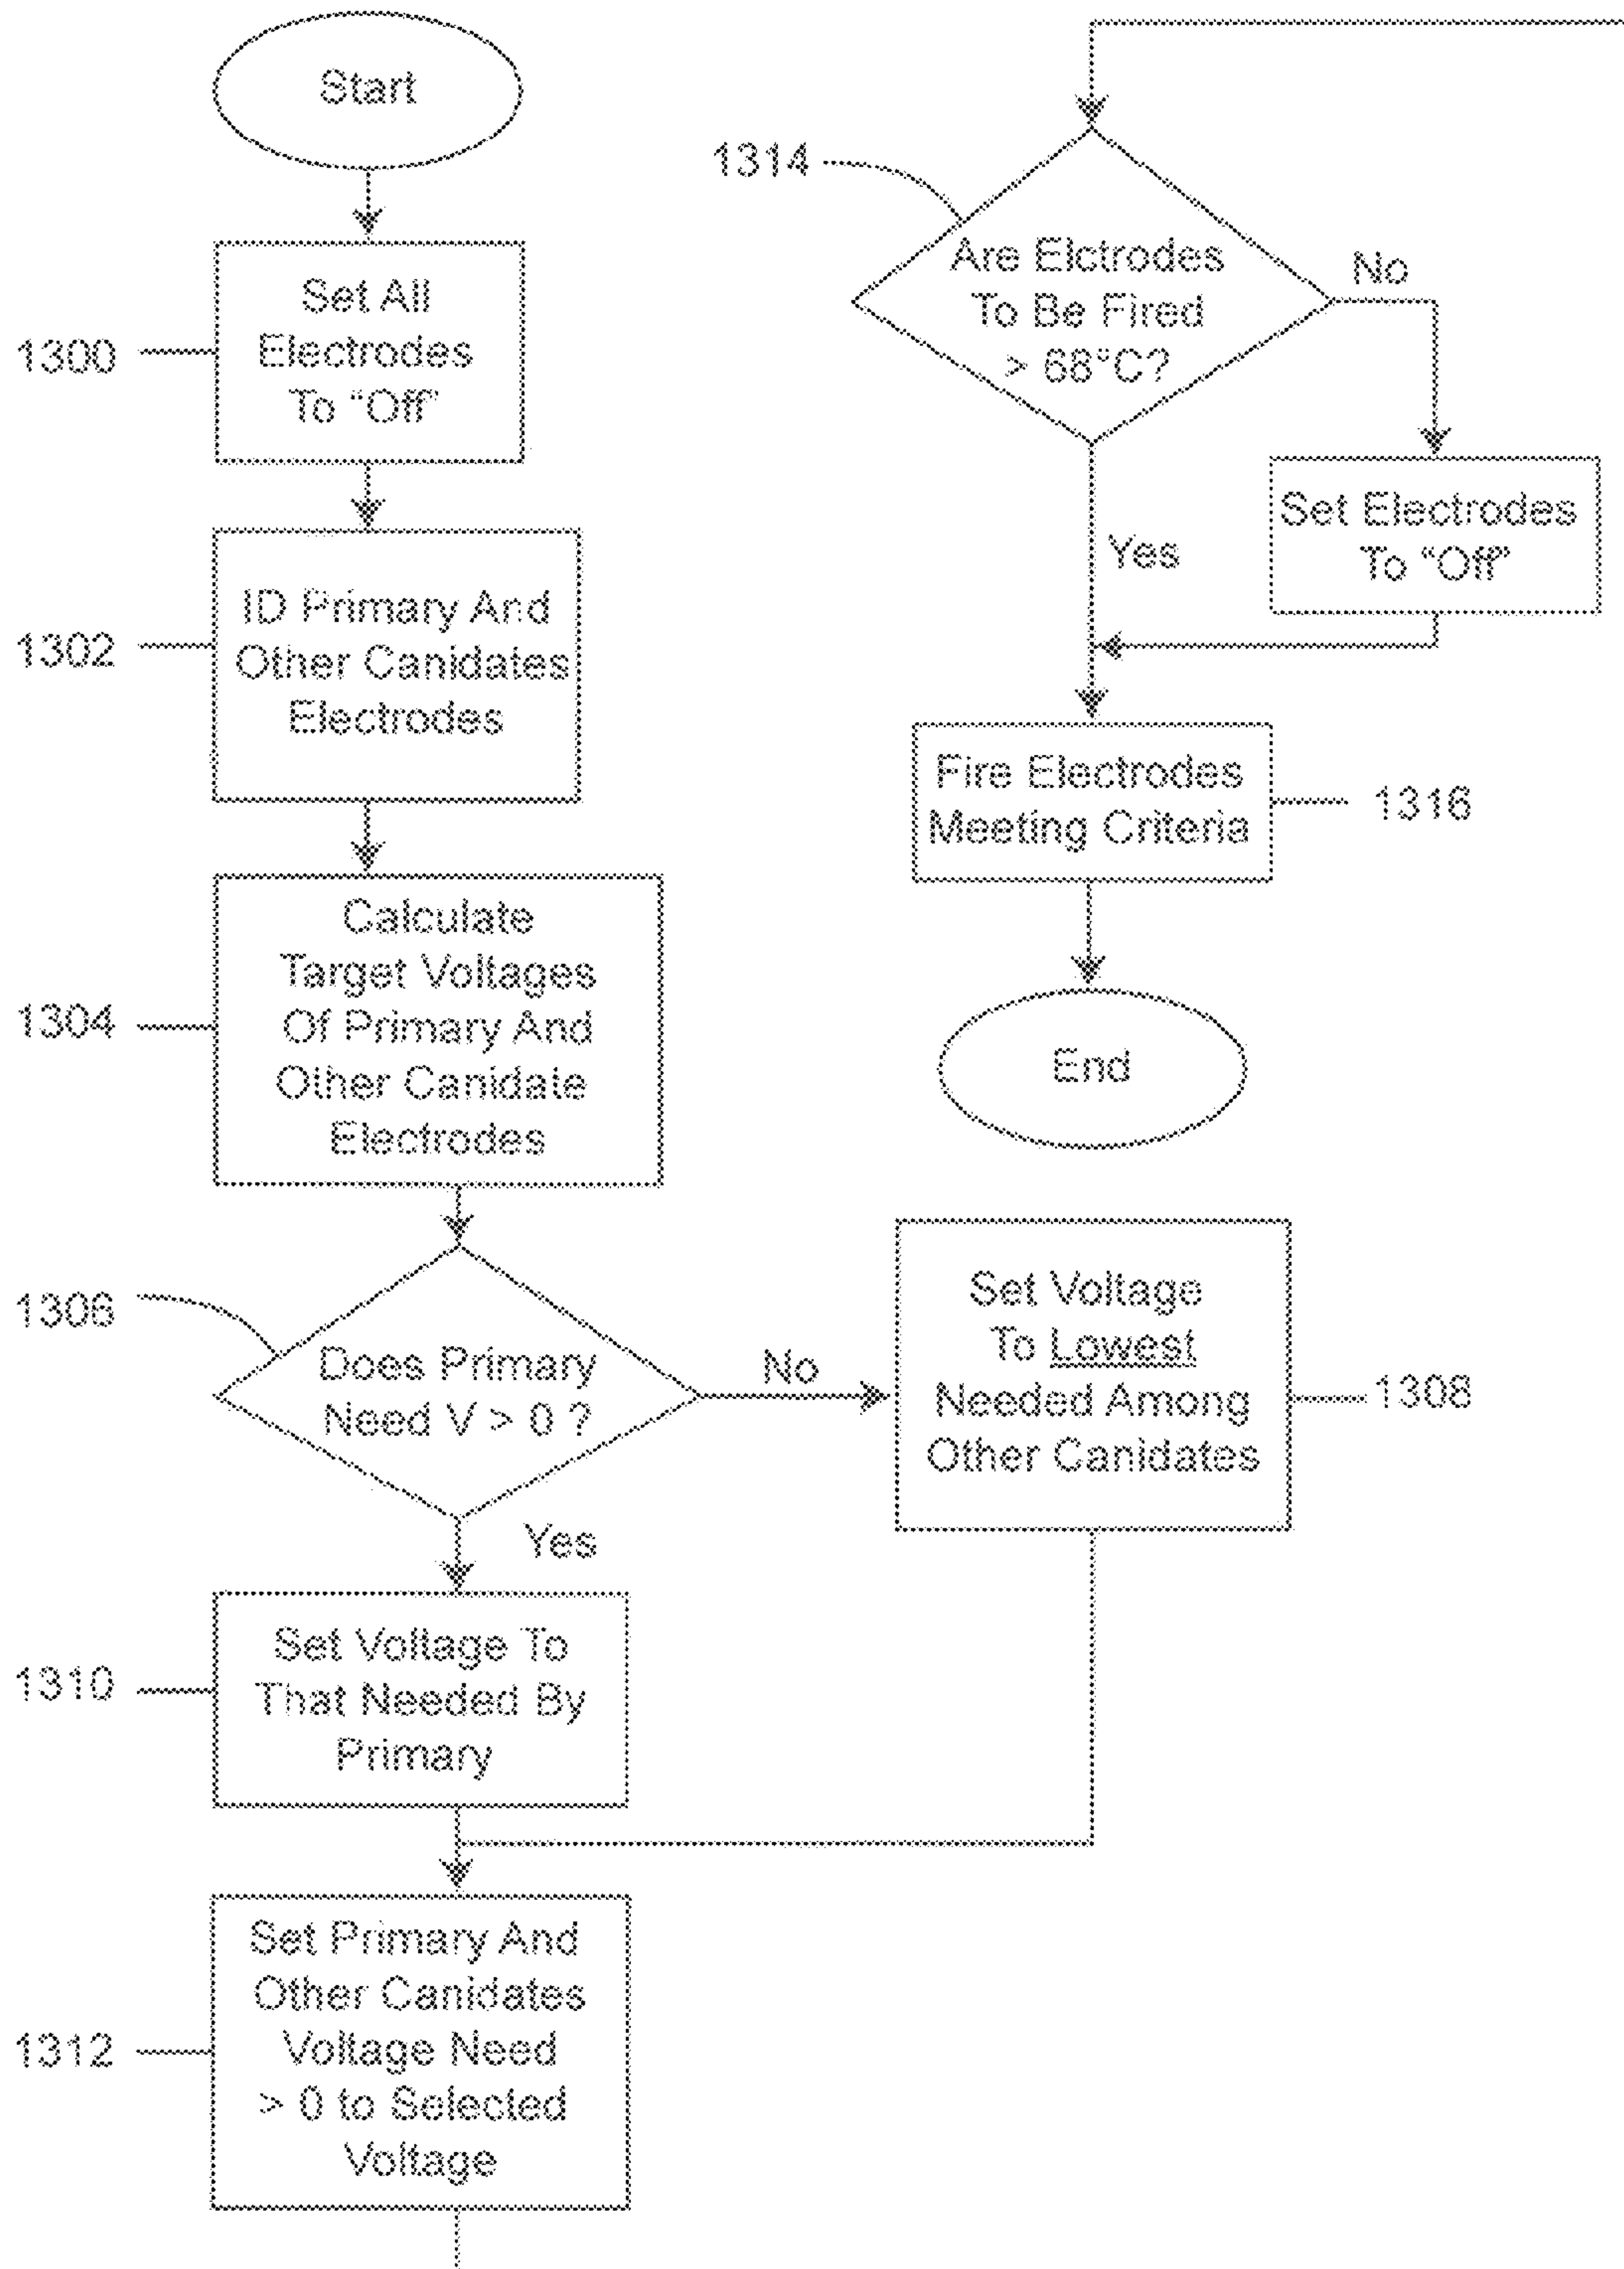 Start
1300
Set All
Electrodes
To "Off"
1302
ID Primary And
Other Canidates
Electrodes
1304
Calculate
Target Voltages
Of Primary And
Other Canidate
Electrodes
1306
Does Primary
Need V > 0 ?
No
Set Voltage
To Lowest
Needed Among
Other Canidates
1308
Yes
1310
Set Voltage To
That Needed By
Primary
1312
Set Primary And
Other Canidates
Voltage Need
> 0 to Selected
Voltage
1314
Are Elctrodes
To Be Fired
> 68°C?
No
Set Electrodes
To "Off"
Yes
Fire Electrodes
Meeting Criteria
1316
End